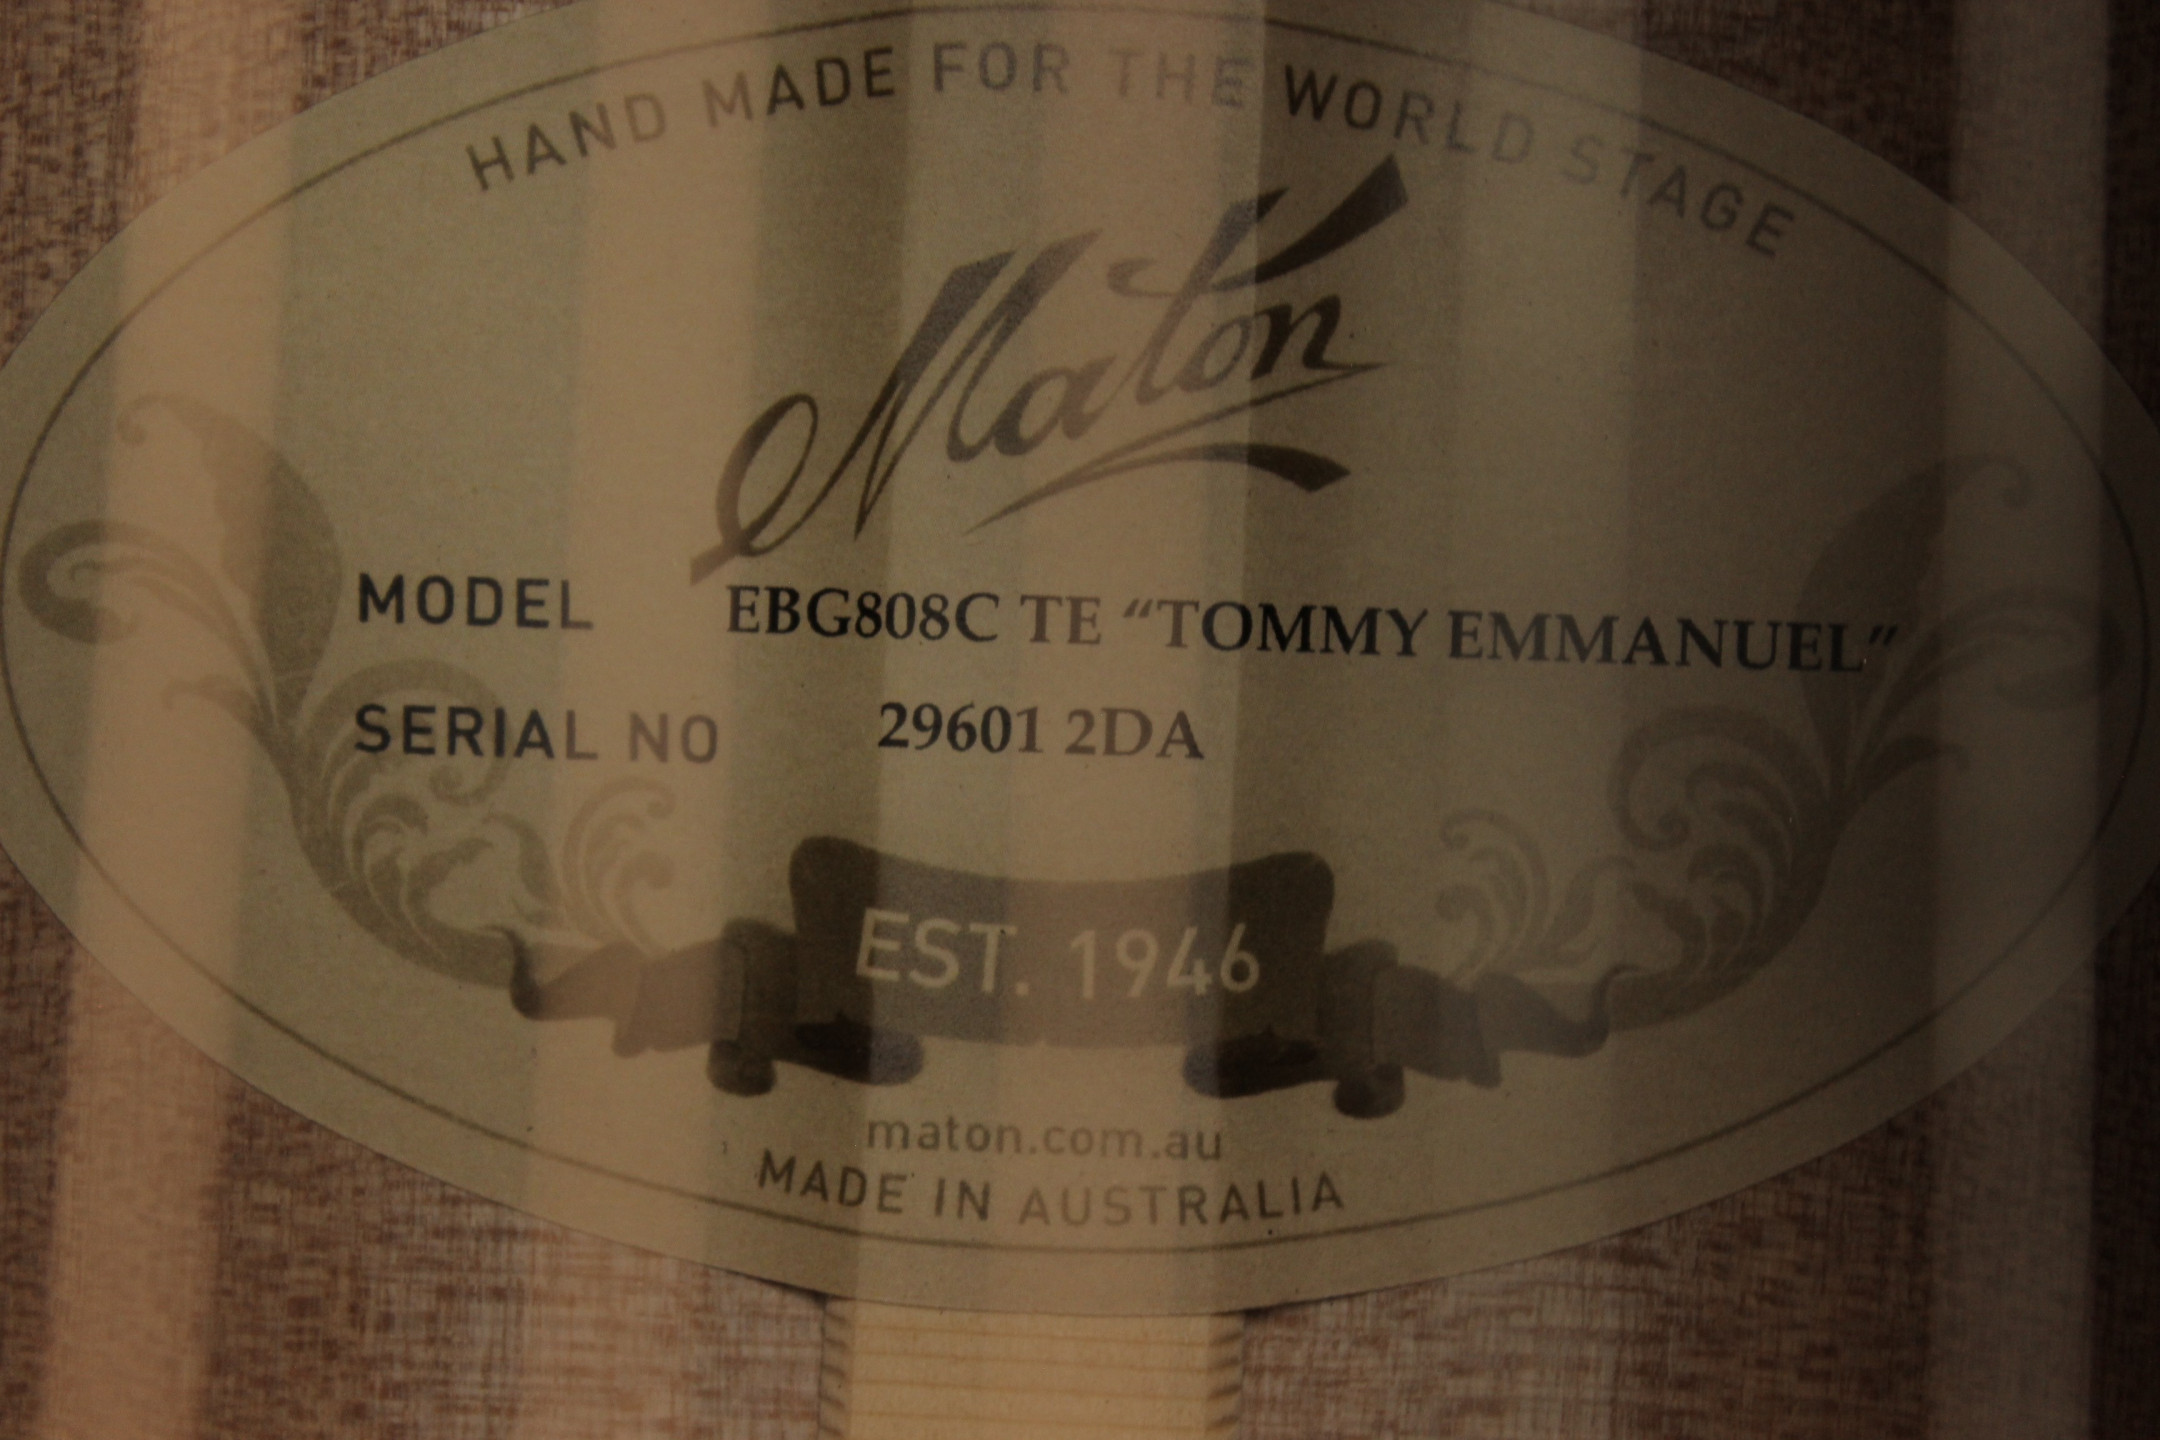 HAND MADE FOR THE WORLD STAGE
Maton
MODEL EBG808C TE “TOMMY EMMANUEL”
SERIAL NO 29601 2DA
EST. 1946
maton.com.au
MADE IN AUSTRALIA